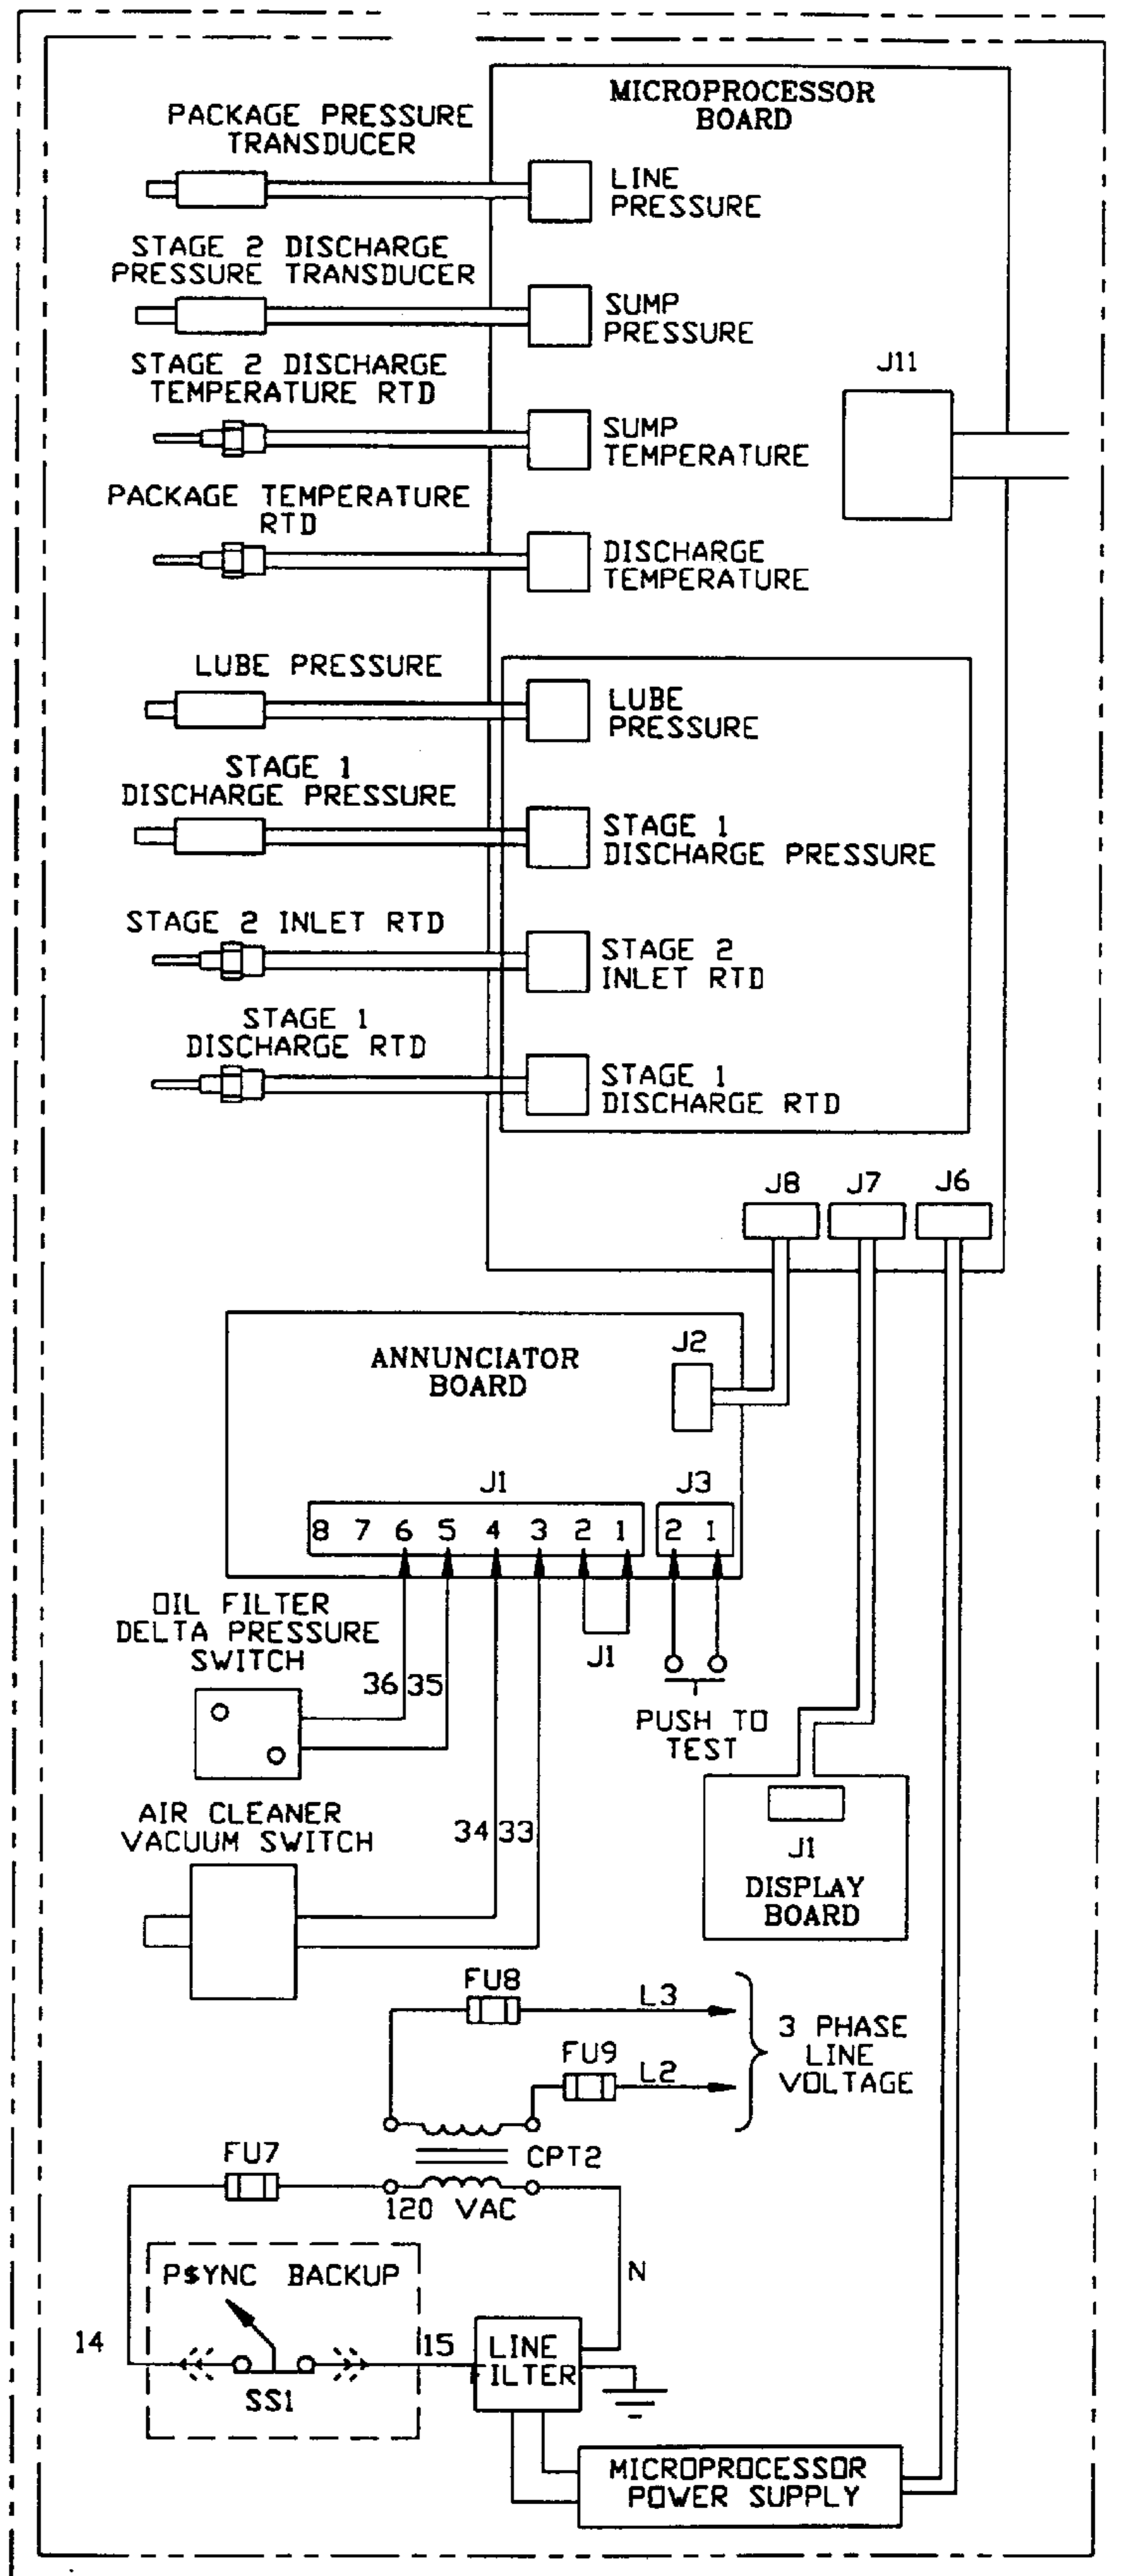 MICROPROCESSOR
BOARD
PACKAGE PRESSURE
TRANSDUCER
LINE
PRESSURE
STAGE 2 DISCHARGE
PRESSURE TRANSDUCER
SUMP
PRESSURE
STAGE 2 DISCHARGE
TEMPERATURE RTD
SUMP
TEMPERATURE
J11
PACKAGE TEMPERATURE
RTD
DISCHARGE
TEMPERATURE
LUBE PRESSURE
LUBE
PRESSURE
STAGE 1
DISCHARGE PRESSURE
STAGE 1
DISCHARGE PRESSURE
STAGE 2 INLET RTD
STAGE 2
INLET RTD
STAGE 1
DISCHARGE RTD
STAGE 1
DISCHARGE RTD
J8 J7 J6
ANNUNCIATOR
BOARD
J2
J1 J3
8 7 6 5 4 3 2 1 2 1
OIL FILTER
DELTA PRESSURE
SWITCH
36 35
J1
PUSH TO
TEST
AIR CLEANER
VACUUM SWITCH
34 33
J1
DISPLAY
BOARD
FU8
L3
FU9
L2
3 PHASE
LINE
VOLTAGE
CPT2
FU7
120 VAC
P$YNC BACKUP
N
14
15
SS1
LINE
FILTER
MICROPROCESSOR
POWER SUPPLY